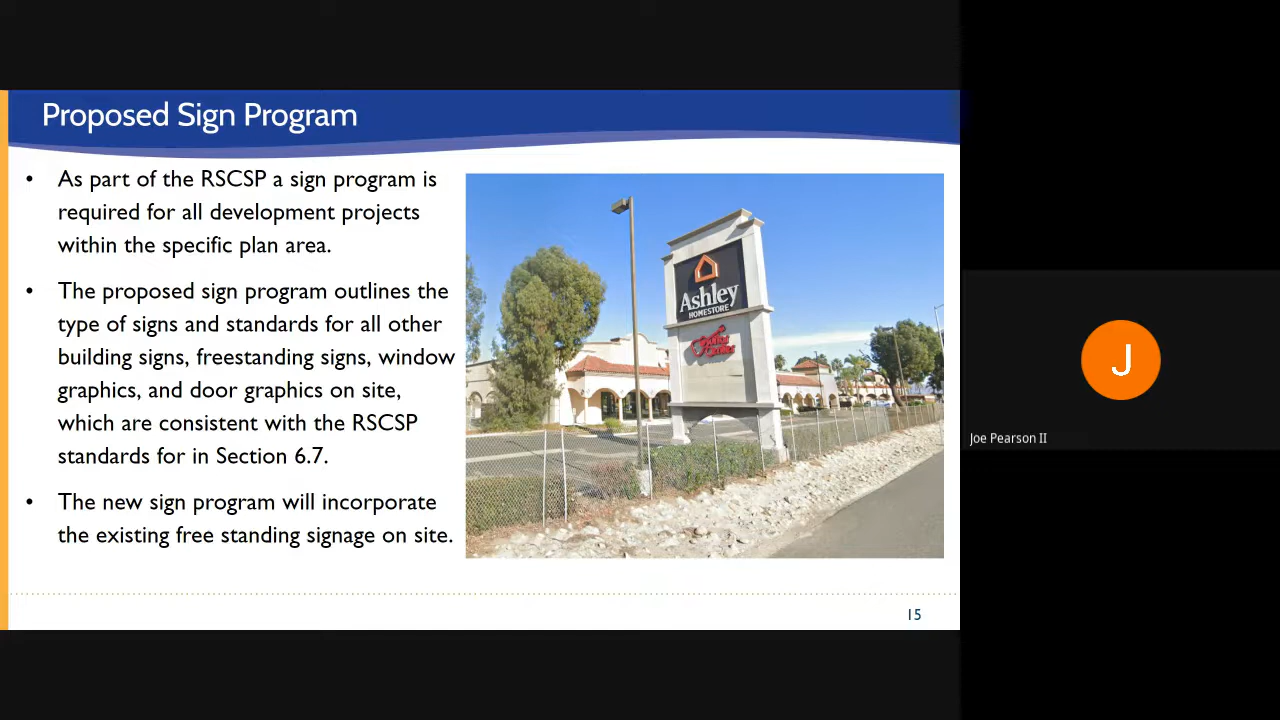 Proposed Sign Program
• As part of the RSCSP a sign program is
required for all development projects
within the specific plan area.
• The proposed sign program outlines the
type of signs and standards for all other
building signs, freestanding signs, window
graphics, and door graphics on site,
which are consistent with the RSCSP
standards for in Section 6.7.
• The new sign program will incorporate
the existing free standing signage on site.
Ashley
HOMESTORE
Guitar
Center
15
J
Joe Pearson II